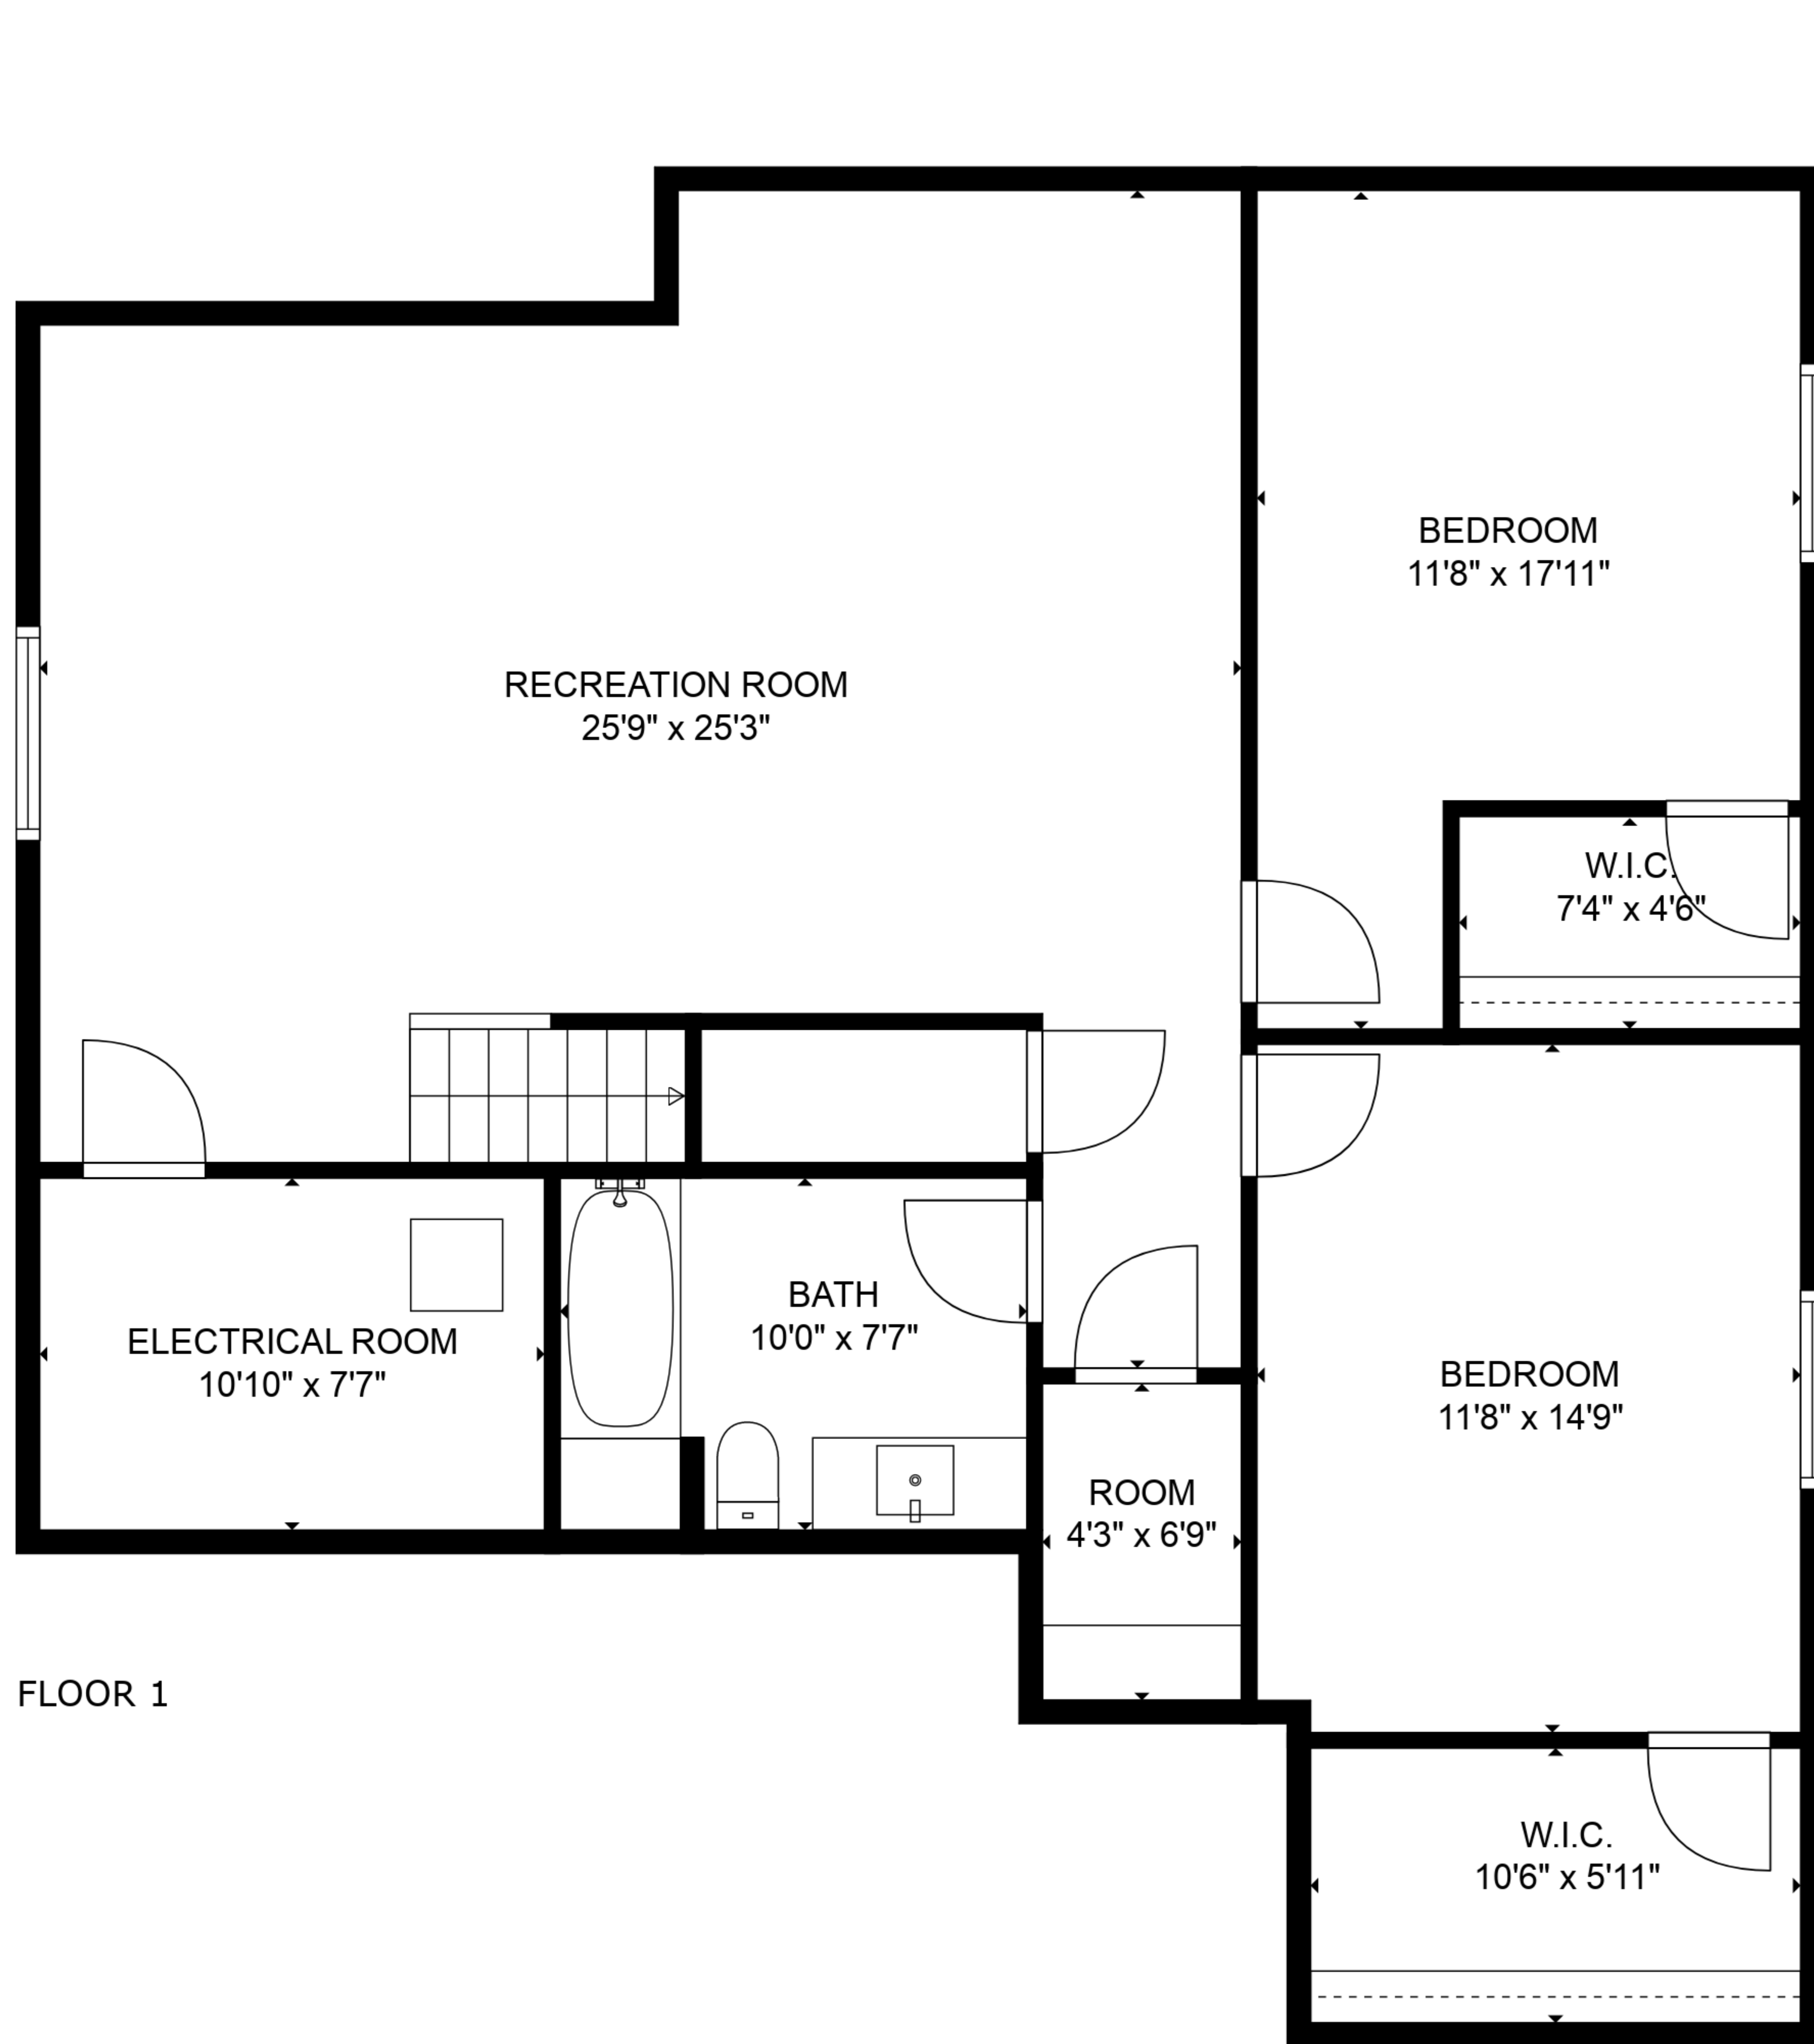 BEDROOM
11'8" x 17'11"
RECREATION ROOM
25'9" x 25'3"
W.I.C.
7'4" x 4'6"
BATH
10'0" x 7'7"
ELECTRICAL ROOM
10'10" x 7'7"
BEDROOM
11'8" x 14'9"
ROOM
4'3" x 6'9"
FLOOR 1
W.I.C.
10'6" x 5'11"